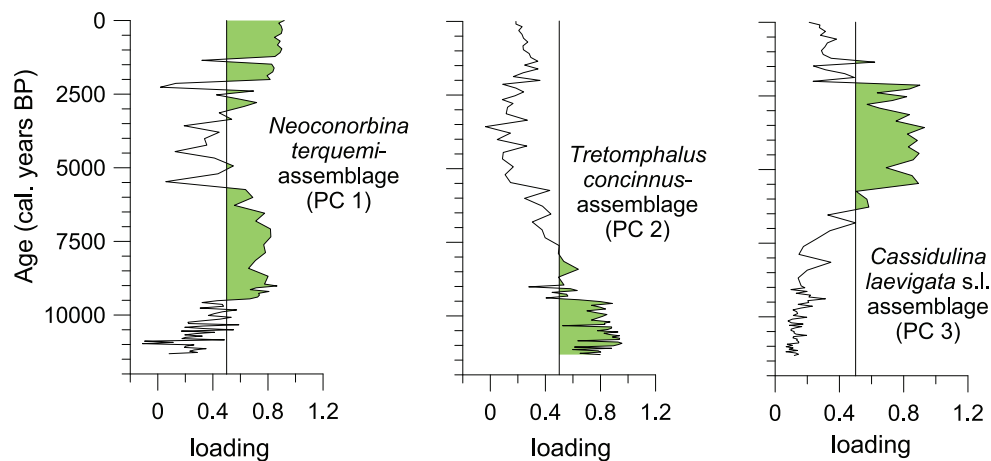 Age (cal. years BP)
0
2500
5000
7500
10000
Neoconorbina
terquemi-
assemblage
(PC 1)
0 0.4 0.8 1.2
loading
Tretomphalus
concinnus-
assemblage
(PC 2)
0 0.4 0.8 1.2
loading
Cassidulina
laevigata s.l.
assemblage
(PC 3)
0 0.4 0.8 1.2
loading